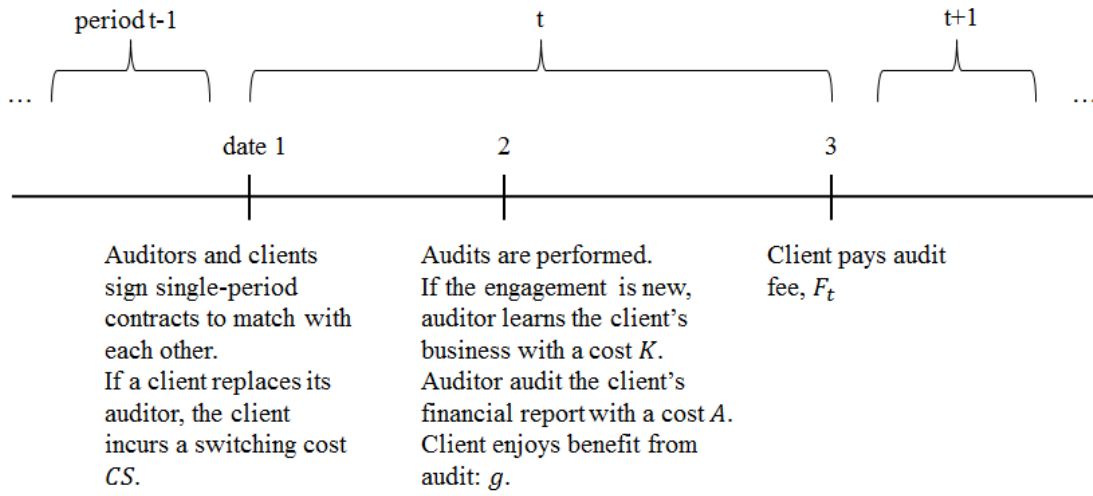 period t-1
t
t+1
...
...
date 1
2
3
Auditors and clients
sign single-period
contracts to match with
each other.
If a client replaces its
auditor, the client
incurs a switching cost
CS.
Audits are performed.
If the engagement is new,
auditor learns the client's
business with a cost K.
Auditor audit the client's
financial report with a cost A.
Client enjoys benefit from
audit: g.
Client pays audit
fee, F_t